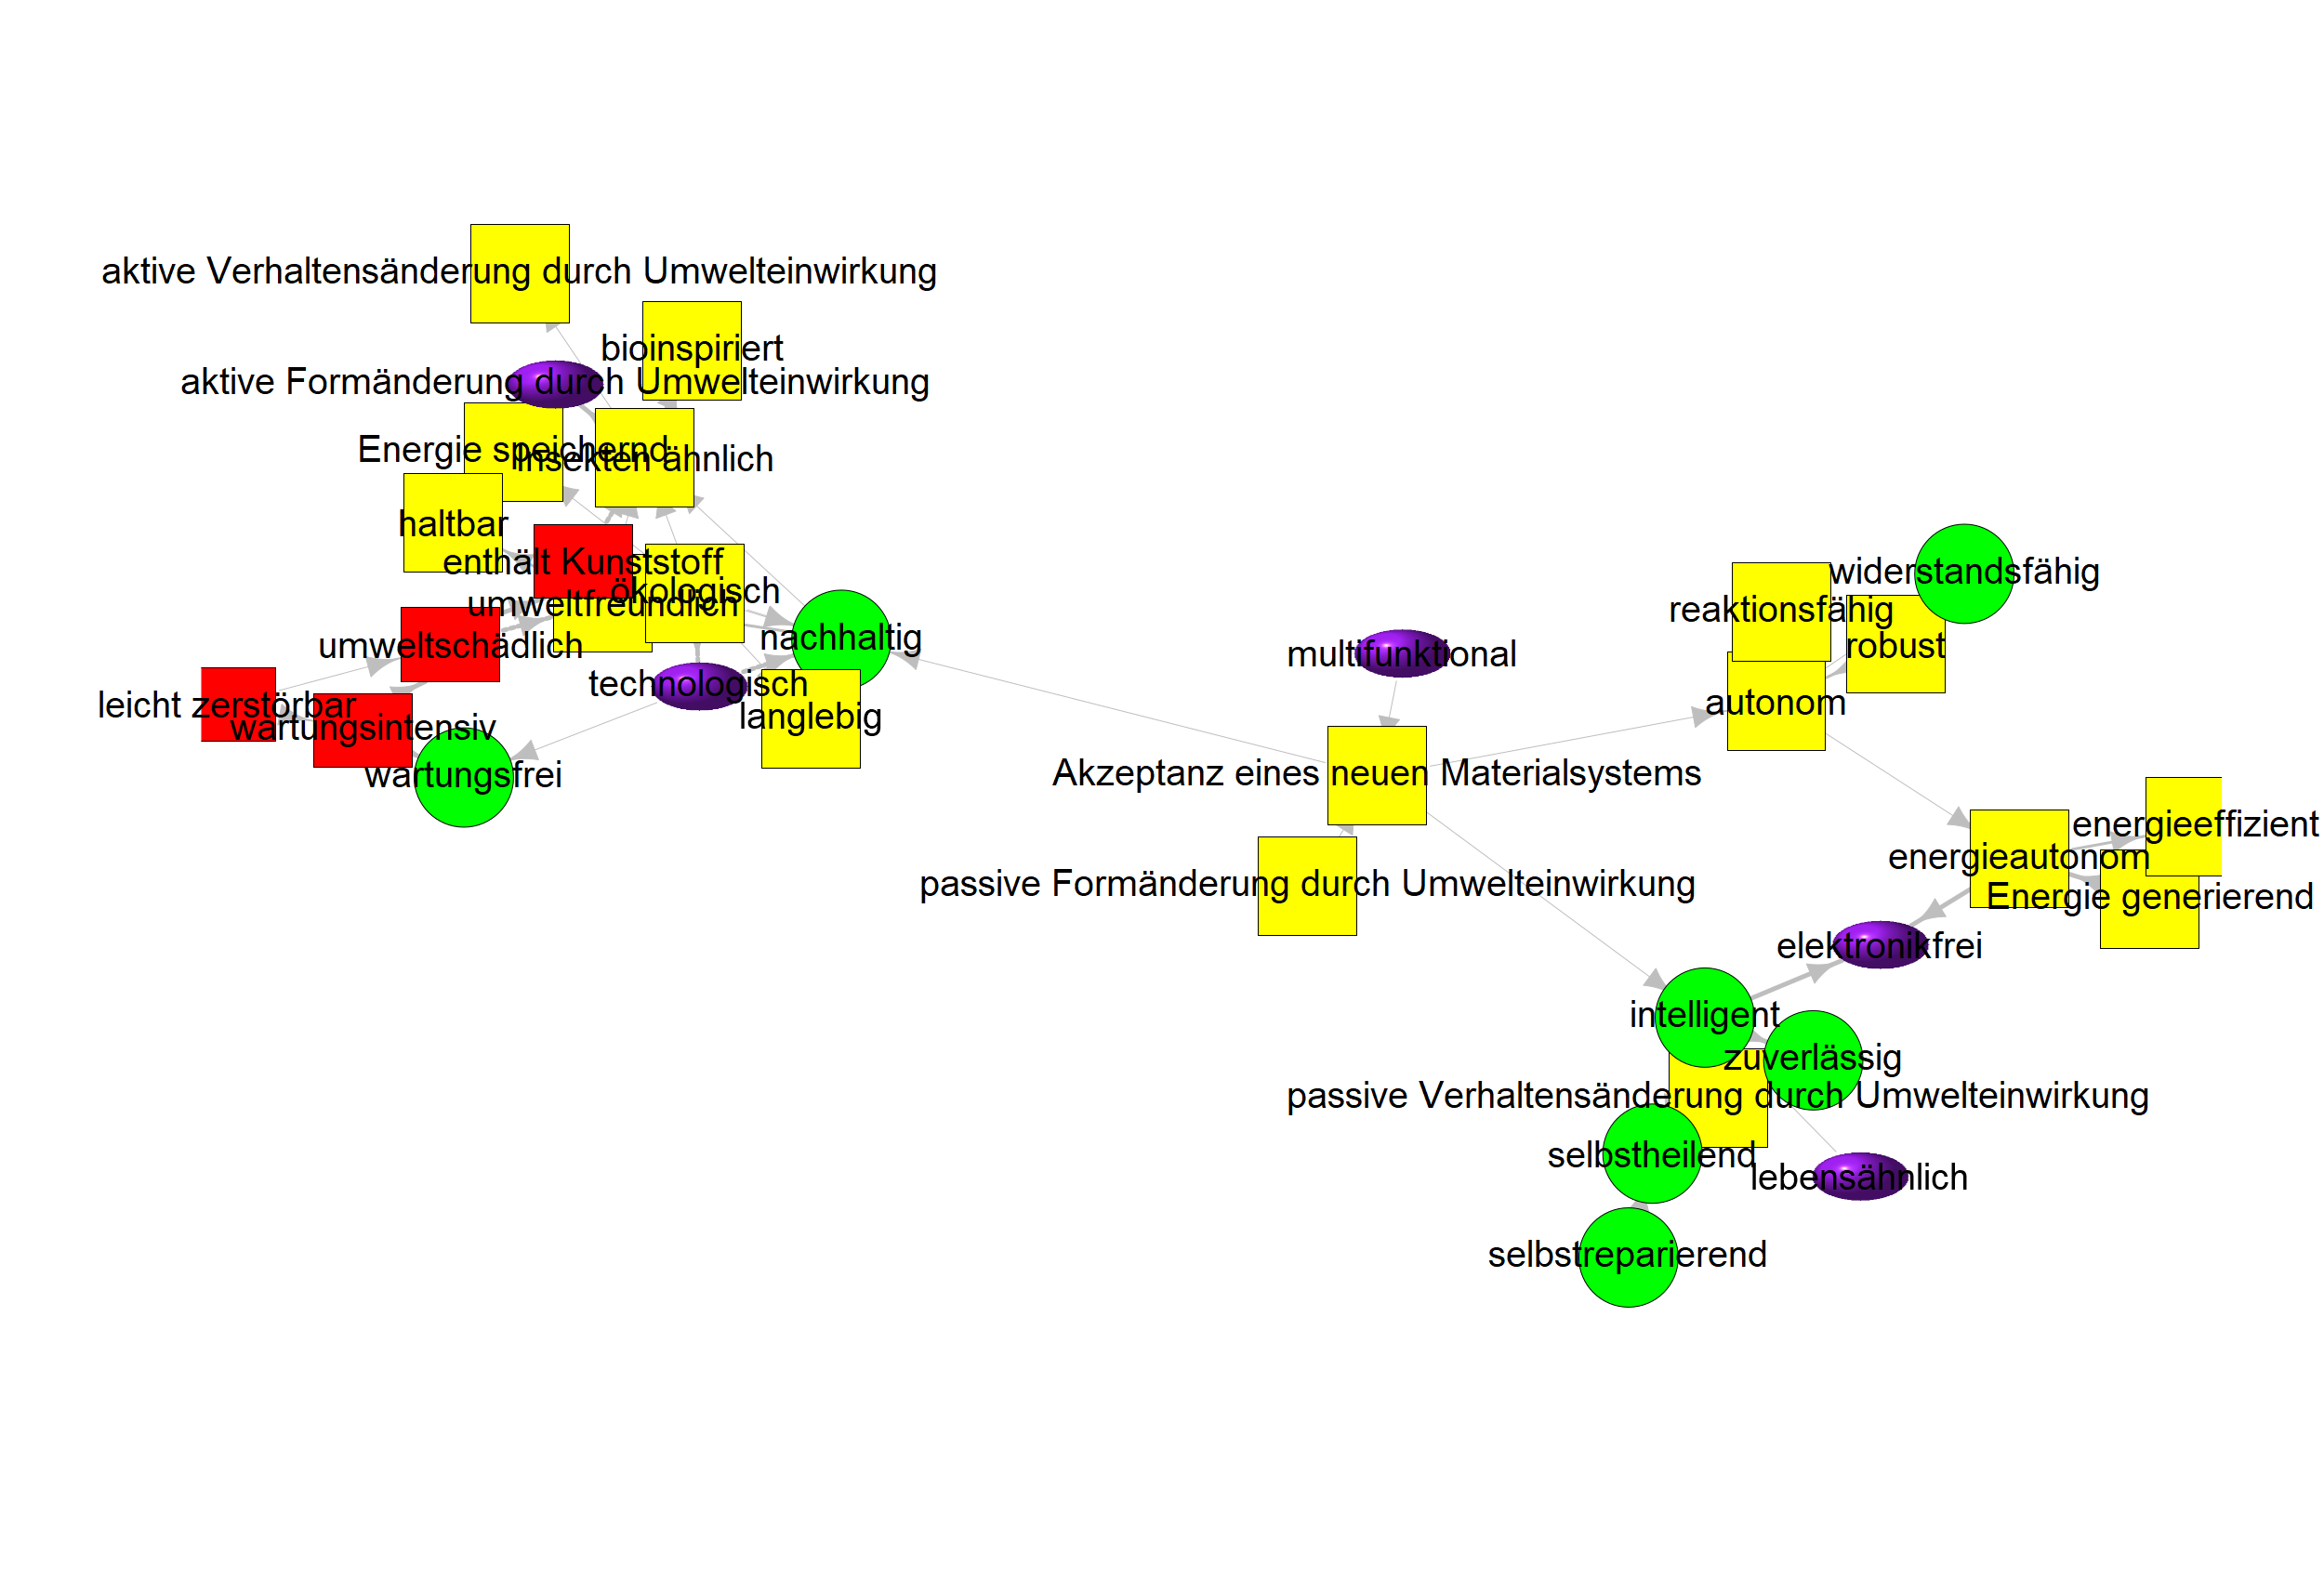 aktive Verhaltensänderung durch Umwelteinwirkung
bioinspiriert
aktive Formänderung durch Umwelteinwirkung
Energie speichernd
Insekten ähnlich
haltbar
enthält Kunststoff
ökologisch
umweltfreundlich
nachhaltig
umweltschädlich
technologisch
leicht zerstörbar
langlebig
wartungsintensiv
wartungsfrei
multifunktional
Akzeptanz eines neuen Materialsystems
passive Formänderung durch Umwelteinwirkung
widerstandsfähig
reaktionsfähig
robust
autonom
energieeffizient
energieautonom
Energie generierend
elektronikfrei
intelligent
zuverlässig
passive Verhaltensänderung durch Umwelteinwirkung
selbstheilend
lebensähnlich
selbstreparierend